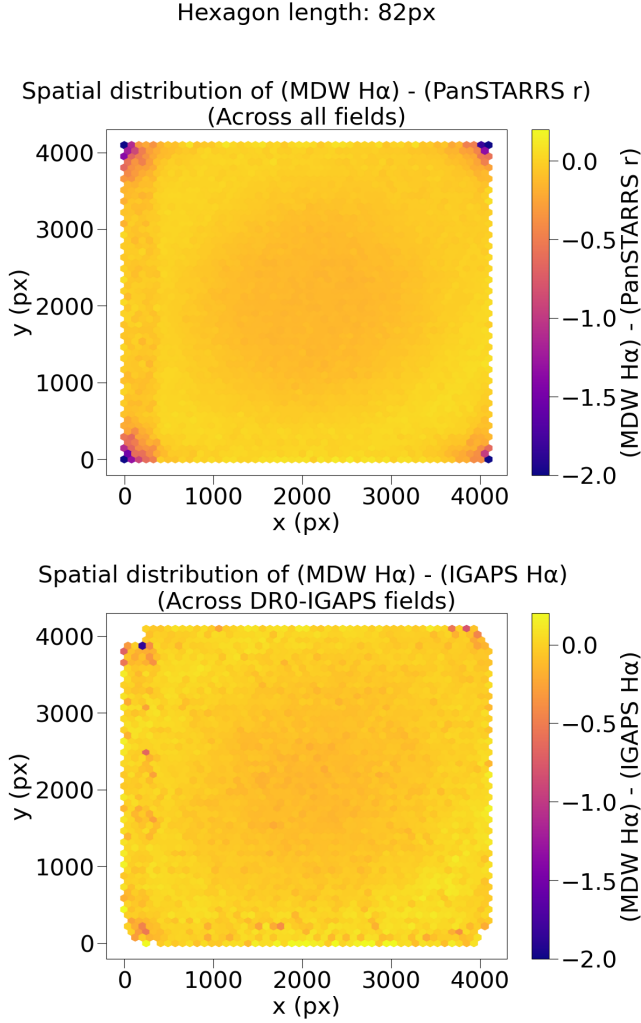 Hexagon length: 82px
Spatial distribution of (MDW Hα) - (PanSTARRS r)
(Across all fields)
4000
3000
2000
1000
0
y (px)
0 1000 2000 3000 4000
x (px)
0.0
−0.5
−1.0
−1.5
−2.0
(MDW Hα) - (PanSTARRS r)
Spatial distribution of (MDW Hα) - (IGAPS Hα)
(Across DR0-IGAPS fields)
4000
3000
2000
1000
0
y (px)
0 1000 2000 3000 4000
x (px)
0.0
−0.5
−1.0
−1.5
−2.0
(MDW Hα) - (IGAPS Hα)